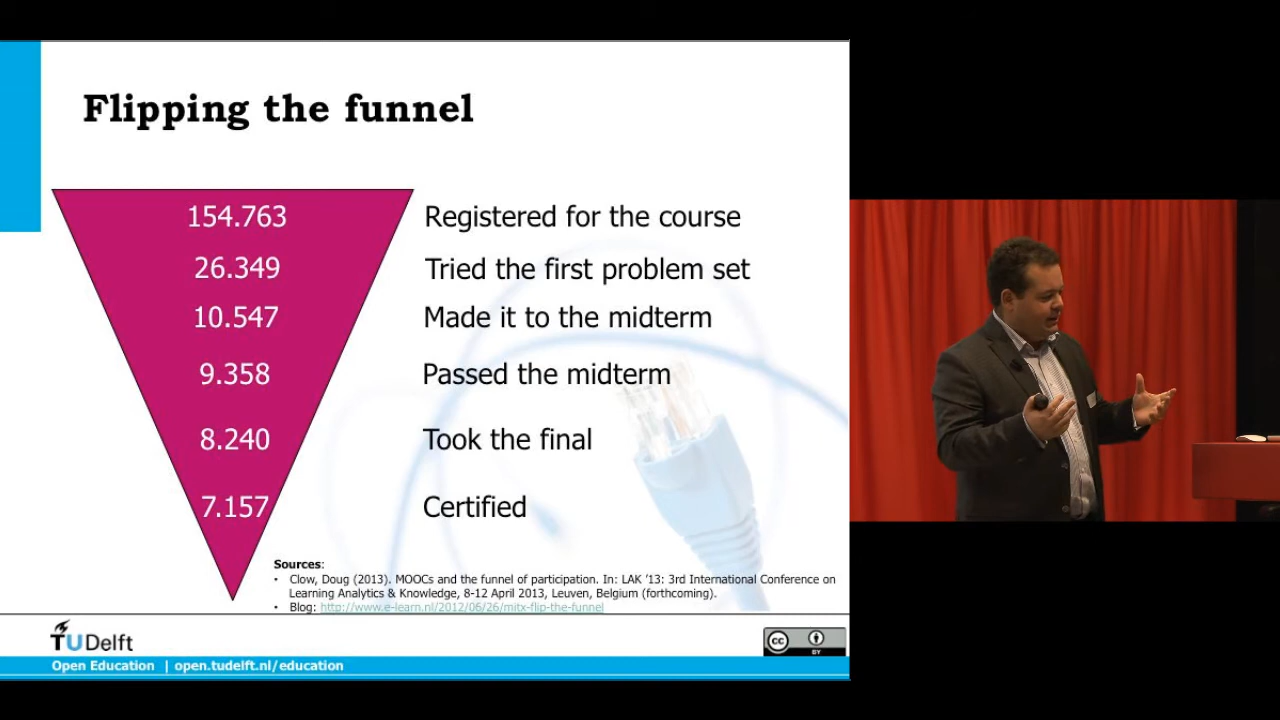 Flipping the funnel
154.763 Registered for the course
26.349 Tried the first problem set
10.547 Made it to the midterm
9.358 Passed the midterm
8.240 Took the final
7.157 Certified
Sources:
• Clow, Doug (2013). MOOCs and the funnel of participation. In: LAK '13: 3rd International Conference on
Learning Analytics & Knowledge, 8-12 April 2013, Leuven, Belgium (forthcoming).
• Blog: http://www.e-learn.nl/2012/06/26/mitx-flip-the-funnel
TU Delft
cc
BY
Open Education | open.tudelft.nl/education